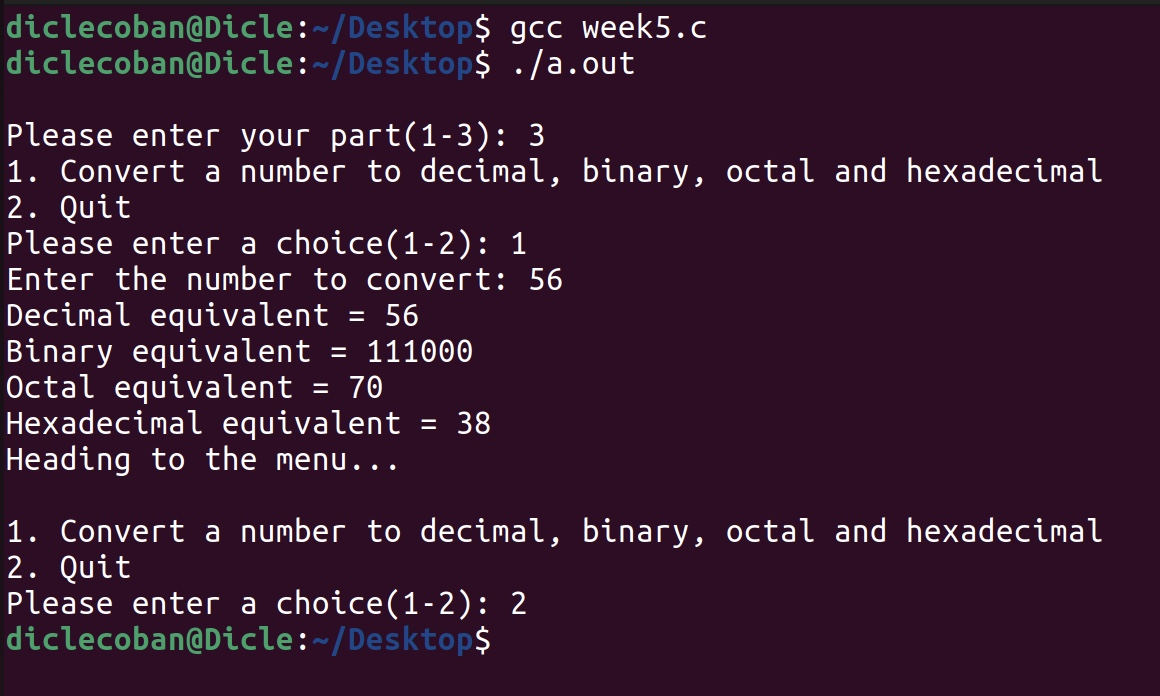 diclecoban@Dicle:~/Desktop$ gcc week5.c
diclecoban@Dicle:~/Desktop$ ./a.out
Please enter your part(1-3): 3
1. Convert a number to decimal, binary, octal and hexadecimal
2. Quit
Please enter a choice(1-2): 1
Enter the number to convert: 56
Decimal equivalent = 56
Binary equivalent = 111000
Octal equivalent = 70
Hexadecimal equivalent = 38
Heading to the menu...
1. Convert a number to decimal, binary, octal and hexadecimal
2. Quit
Please enter a choice(1-2): 2
diclecoban@Dicle:~/Desktop$